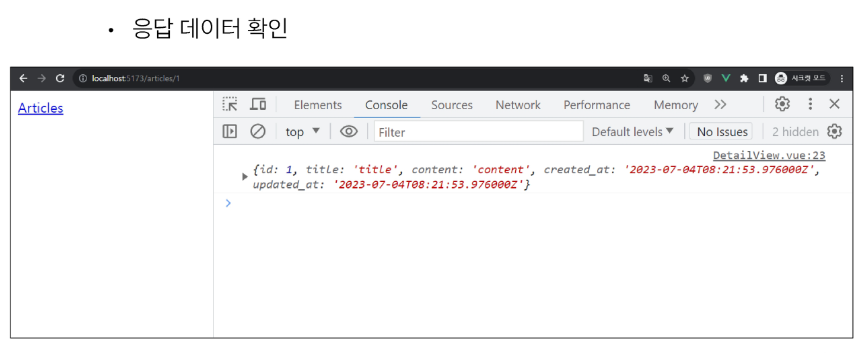 • 응답 데이터 확인
localhost:5173/articles/1 시크릿 모드
Articles
Elements Console Sources Network Performance Memory >>
top ▼ Filter Default levels ▼ No Issues 2 hidden
DetailView.vue:23
▶ {id: 1, title: 'title', content: 'content', created_at: '2023-07-04T08:21:53.976000Z',
updated_at: '2023-07-04T08:21:53.976000Z'}
>